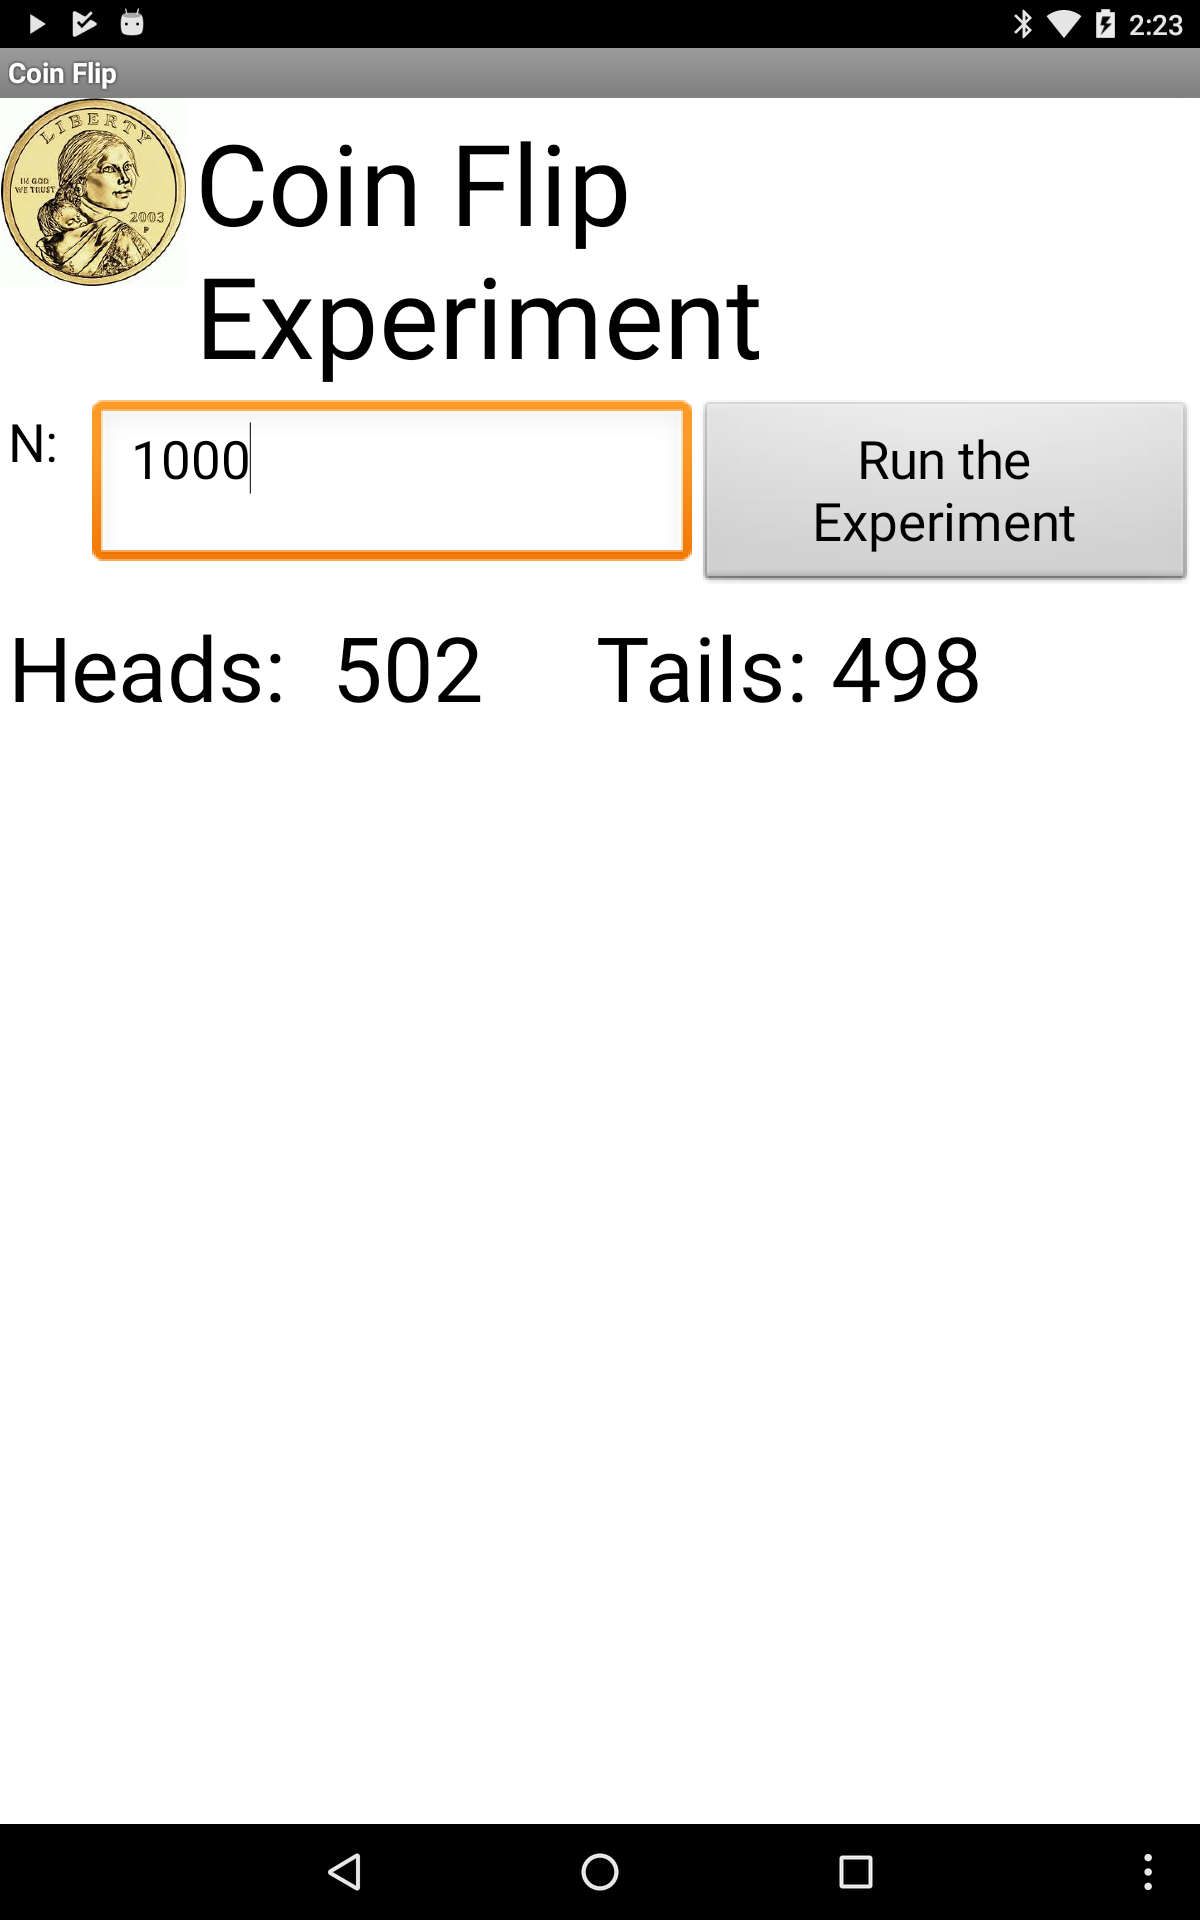 2:23
Coin Flip
LIBERTY
IN GOD
WE TRUST
2003
P
Coin Flip
Experiment
N:
1000
Run the
Experiment
Heads: 502 Tails: 498